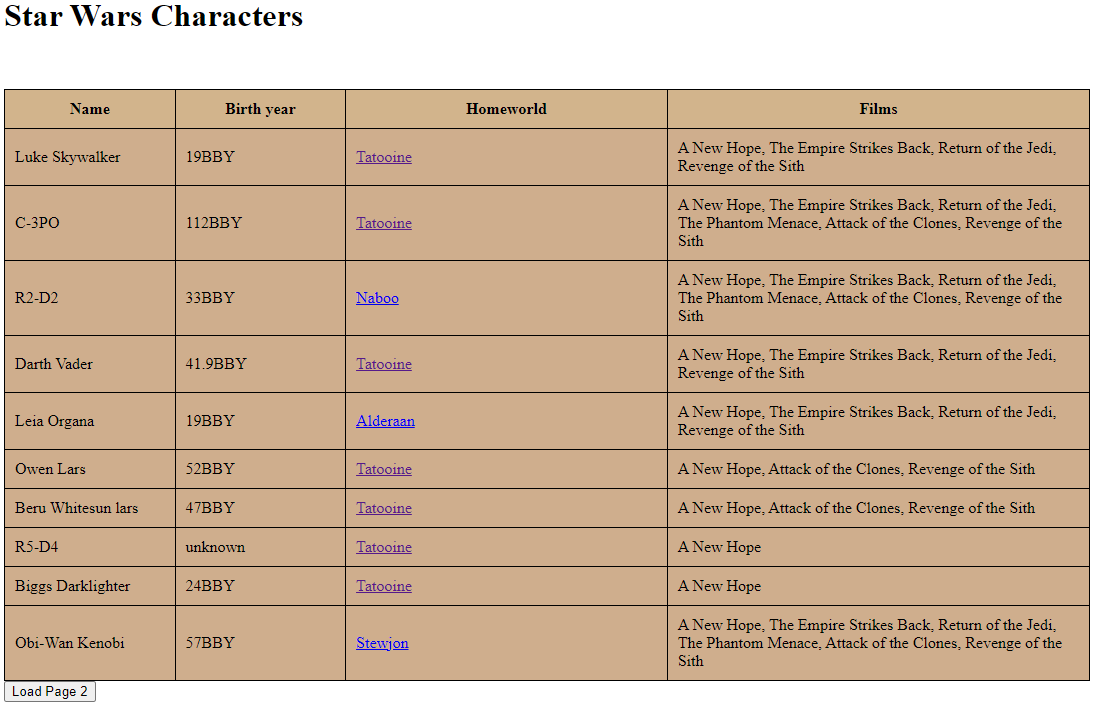 Star Wars Characters
Name Birth year Homeworld Films
Luke Skywalker 19BBY Tatooine A New Hope, The Empire Strikes Back, Return of the Jedi,
Revenge of the Sith
C-3PO 112BBY Tatooine A New Hope, The Empire Strikes Back, Return of the Jedi,
The Phantom Menace, Attack of the Clones, Revenge of the
Sith
R2-D2 33BBY Naboo A New Hope, The Empire Strikes Back, Return of the Jedi,
The Phantom Menace, Attack of the Clones, Revenge of the
Sith
Darth Vader 41.9BBY Tatooine A New Hope, The Empire Strikes Back, Return of the Jedi,
Revenge of the Sith
Leia Organa 19BBY Alderaan A New Hope, The Empire Strikes Back, Return of the Jedi,
Revenge of the Sith
Owen Lars 52BBY Tatooine A New Hope, Attack of the Clones, Revenge of the Sith
Beru Whitesun lars 47BBY Tatooine A New Hope, Attack of the Clones, Revenge of the Sith
R5-D4 unknown Tatooine A New Hope
Biggs Darklighter 24BBY Tatooine A New Hope
Obi-Wan Kenobi 57BBY Stewjon A New Hope, The Empire Strikes Back, Return of the Jedi,
The Phantom Menace, Attack of the Clones, Revenge of the
Sith
Load Page 2